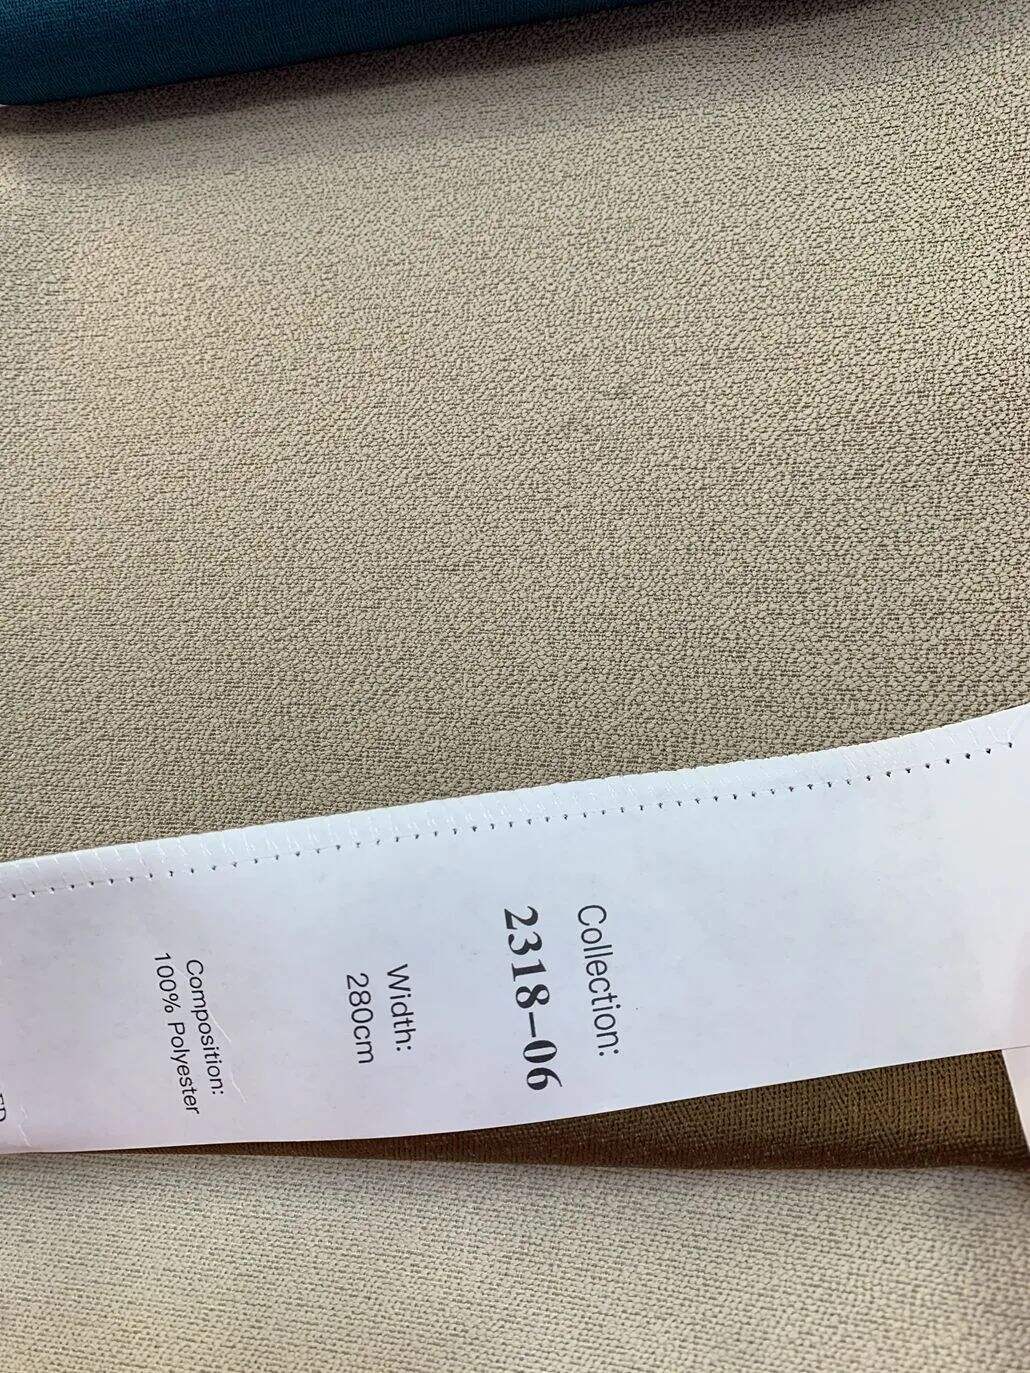 Collection:
2318-06
Width:
280cm
Composition:
100% Polyester